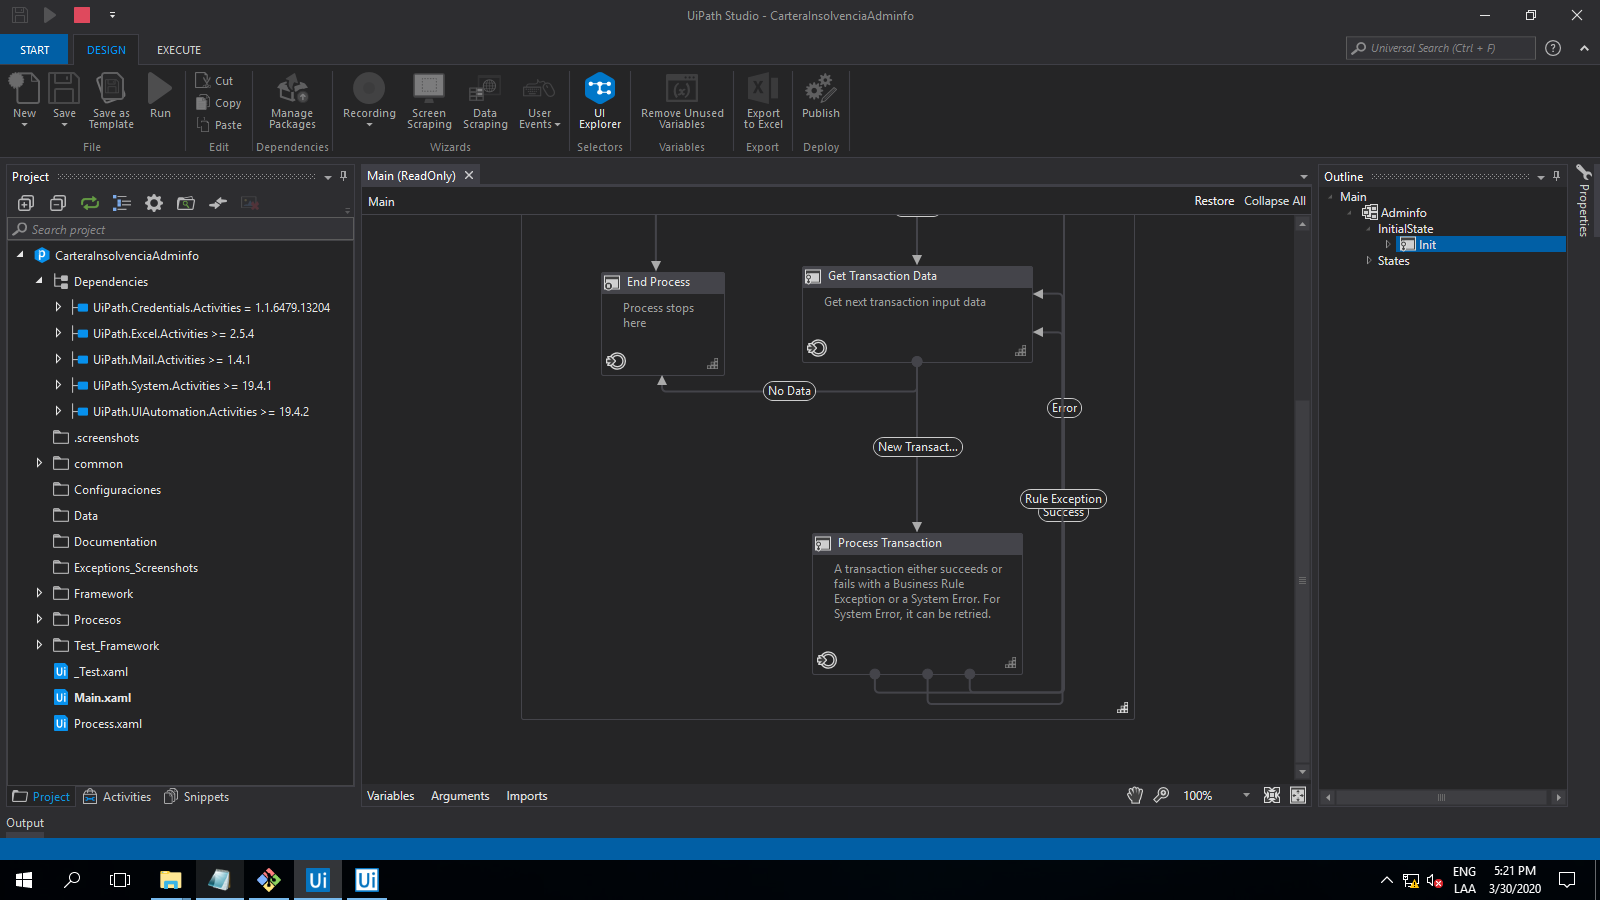 UiPath Studio - CarteraInsolvenciaAdminfo
START
DESIGN
EXECUTE
Universal Search (Ctrl + F)
New
Save
Save as
Template
Run
File
Cut
Copy
Paste
Edit
Manage
Packages
Dependencies
Recording
Screen
Scraping
Data
Scraping
User
Events
Wizards
UI
Explorer
Selectors
Remove Unused
Variables
Variables
Export
to Excel
Export
Publish
Deploy
Project
Search project
CarteraInsolvenciaAdminfo
Dependencies
UiPath.Credentials.Activities = 1.1.6479.13204
UiPath.Excel.Activities >= 2.5.4
UiPath.Mail.Activities >= 1.4.1
UiPath.System.Activities >= 19.4.1
UiPath.UIAutomation.Activities >= 19.4.2
.screenshots
common
Configuraciones
Data
Documentation
Exceptions_Screenshots
Framework
Procesos
Test_Framework
_Test.xaml
Main.xaml
Process.xaml
Project
Activities
Snippets
Output
Main (ReadOnly)
Main
Restore
Collapse All
End Process
Process stops
here
Get Transaction Data
Get next transaction input data
No Data
Error
New Transact...
Rule Exception
Success
Process Transaction
A transaction either succeeds or
fails with a Business Rule
Exception or a System Error. For
System Error, it can be retried.
Variables
Arguments
Imports
100%
Outline
Main
Adminfo
InitialState
Init
States
Properties
ENG
LAA
5:21 PM
3/30/2020